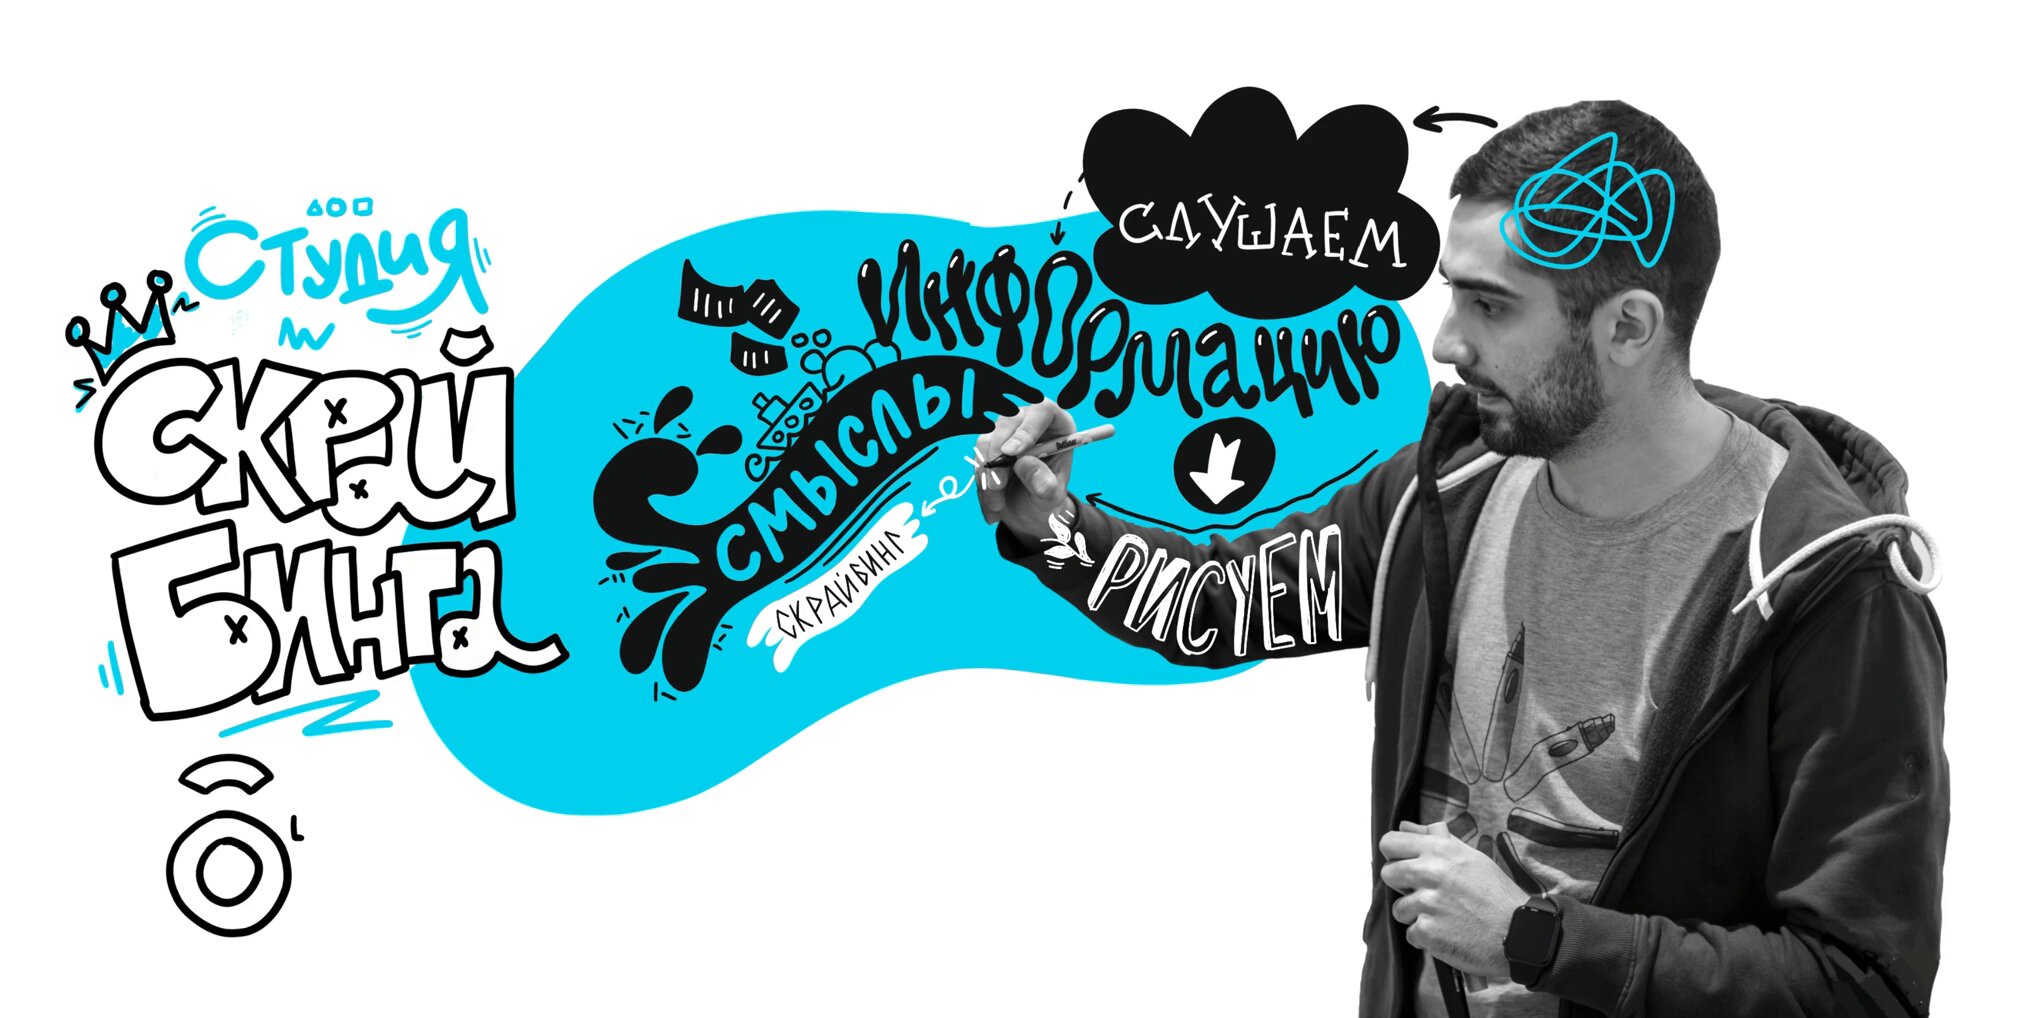 Студия
Скрай
Бинга
Слушаем
Информацию
Смыслы
Скрайбинг
Рисуем